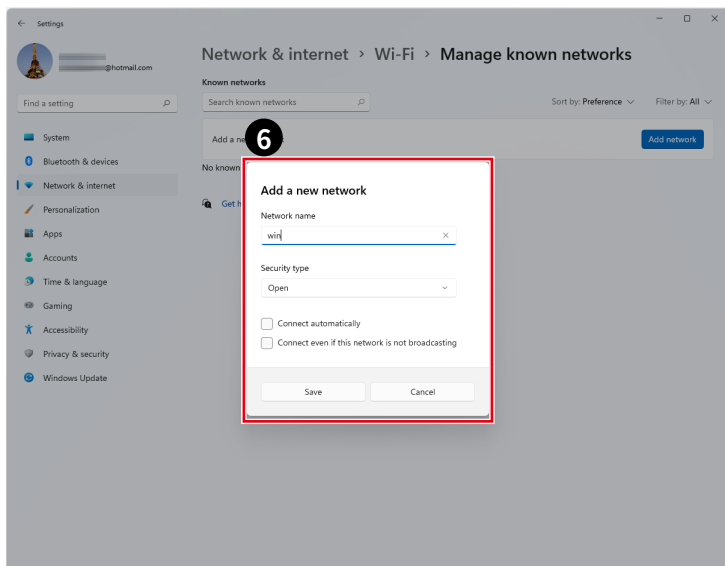 Settings
@hotmail.com
Find a setting
System
Bluetooth & devices
Network & internet
Personalization
Apps
Accounts
Time & language
Gaming
Accessibility
Privacy & security
Windows Update
Network & internet > Wi-Fi > Manage known networks
Known networks
Search known networks
Sort by: Preference
Filter by: All
Add a ne
6
Add network
No known
Get h
Add a new network
Network name
win
Security type
Open
Connect automatically
Connect even if this network is not broadcasting
Save
Cancel